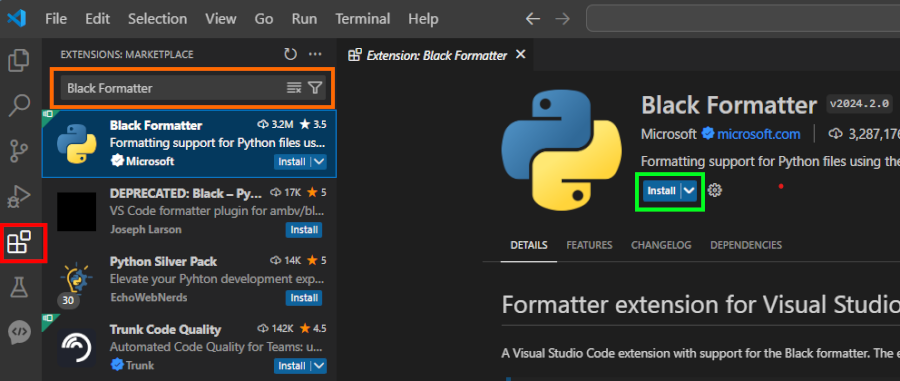 File Edit Selection View Go Run Terminal Help
EXTENSIONS: MARKETPLACE
Extension: Black Formatter
Black Formatter
Black Formatter 3.2M 3.5
Formatting support for Python files us...
Microsoft Install
DEPRECATED: Black – Py... 17K 5
VS Code formatter plugin for ambv/bl...
Joseph Larson Install
Python Silver Pack 14K 5
Elevate your Pyhton development exp...
30 EchoWebNerds Install
Trunk Code Quality 142K 4.5
Automated Code Quality for Teams: u...
Trunk Install
Black Formatter v2024.2.0
Microsoft microsoft.com 3,287,176
Formatting support for Python files using the
Install
DETAILS FEATURES CHANGELOG DEPENDENCIES
Formatter extension for Visual Studio
A Visual Studio Code extension with support for the Black formatter. The